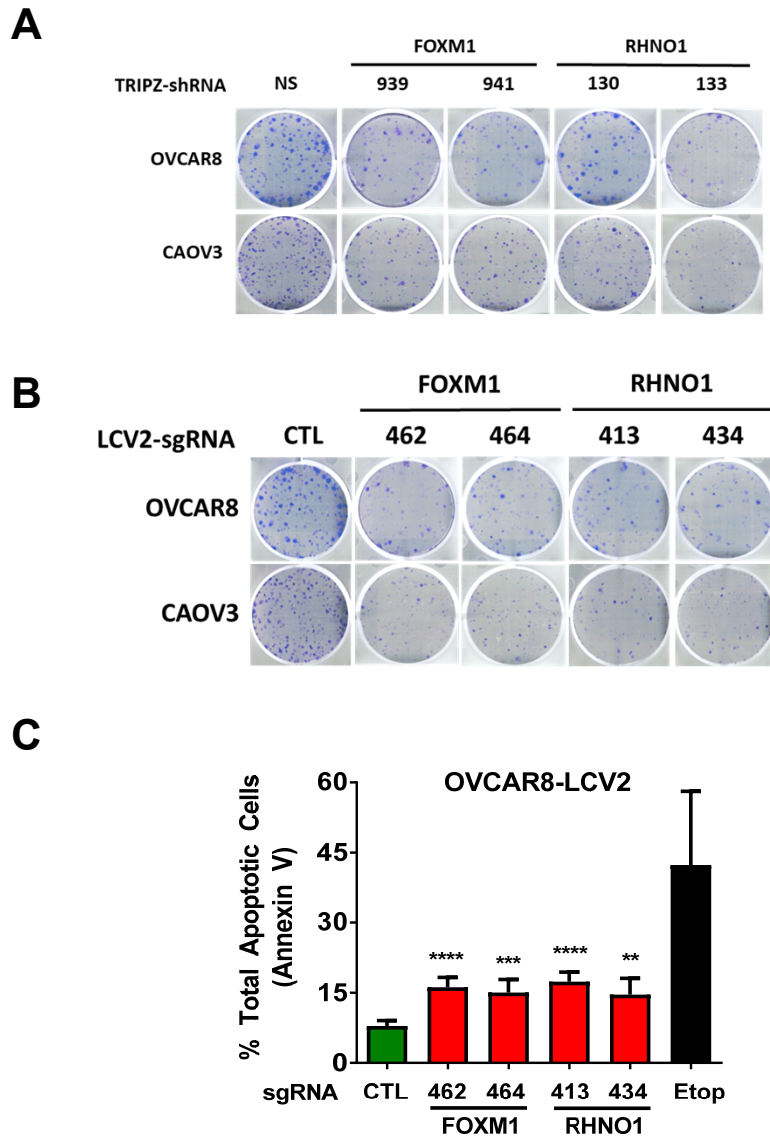 A
FOXM1 RHNO1
TRIPZ-shRNA NS 939 941 130 133
OVCAR8
CAOV3
B
FOXM1 RHNO1
LCV2-sgRNA CTL 462 464 413 434
OVCAR8
CAOV3
C
OVCAR8-LCV2
% Total Apoptotic Cells
(Annexin V)
60
45
30
15
0
**** *** **** **
sgRNA CTL 462 464 413 434 Etop
FOXM1 RHNO1